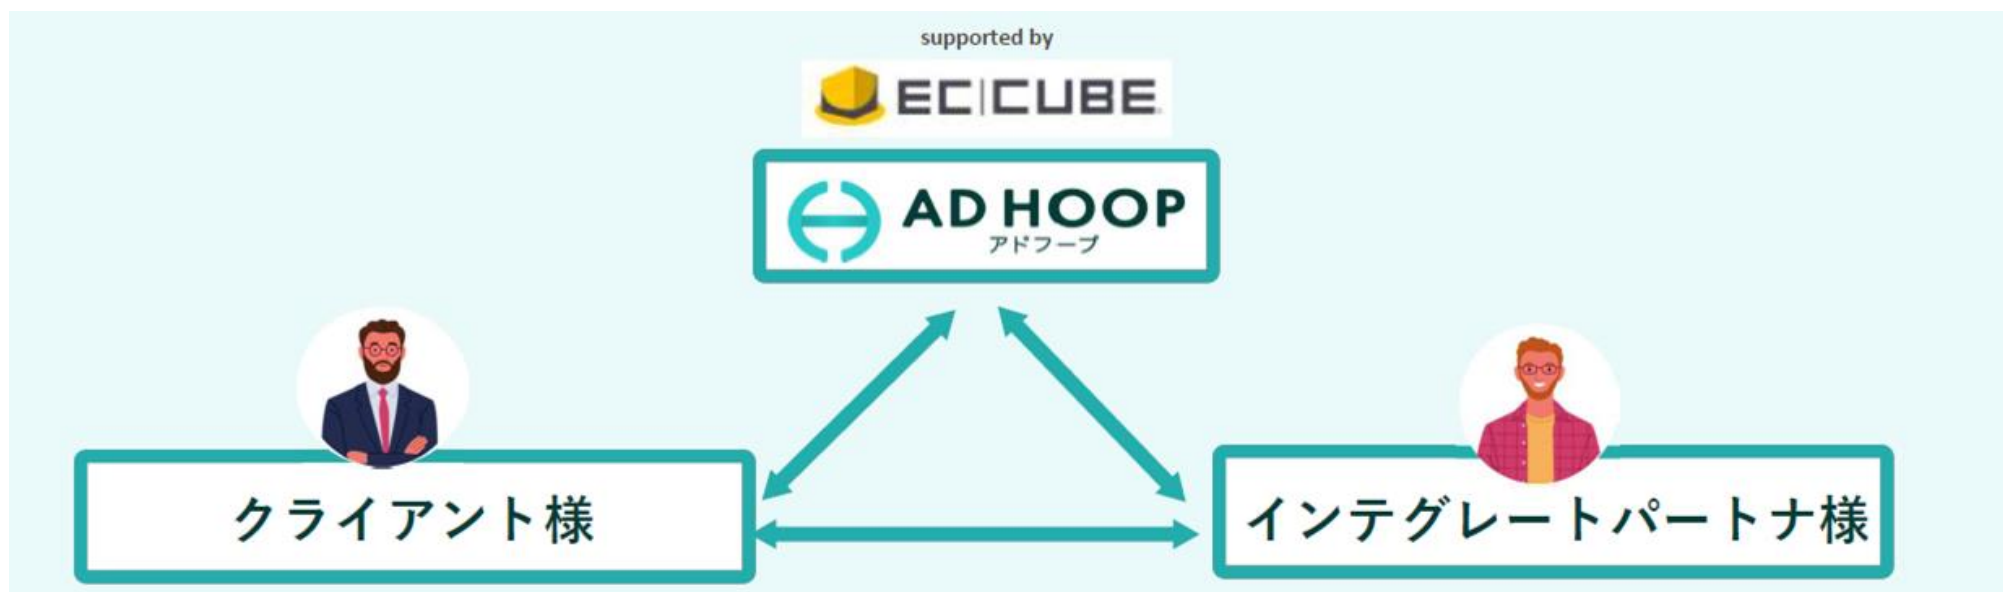 supported by
EC|CUBE
AD HOOP
アドフープ
クライアント様
インテグレートパートナ様